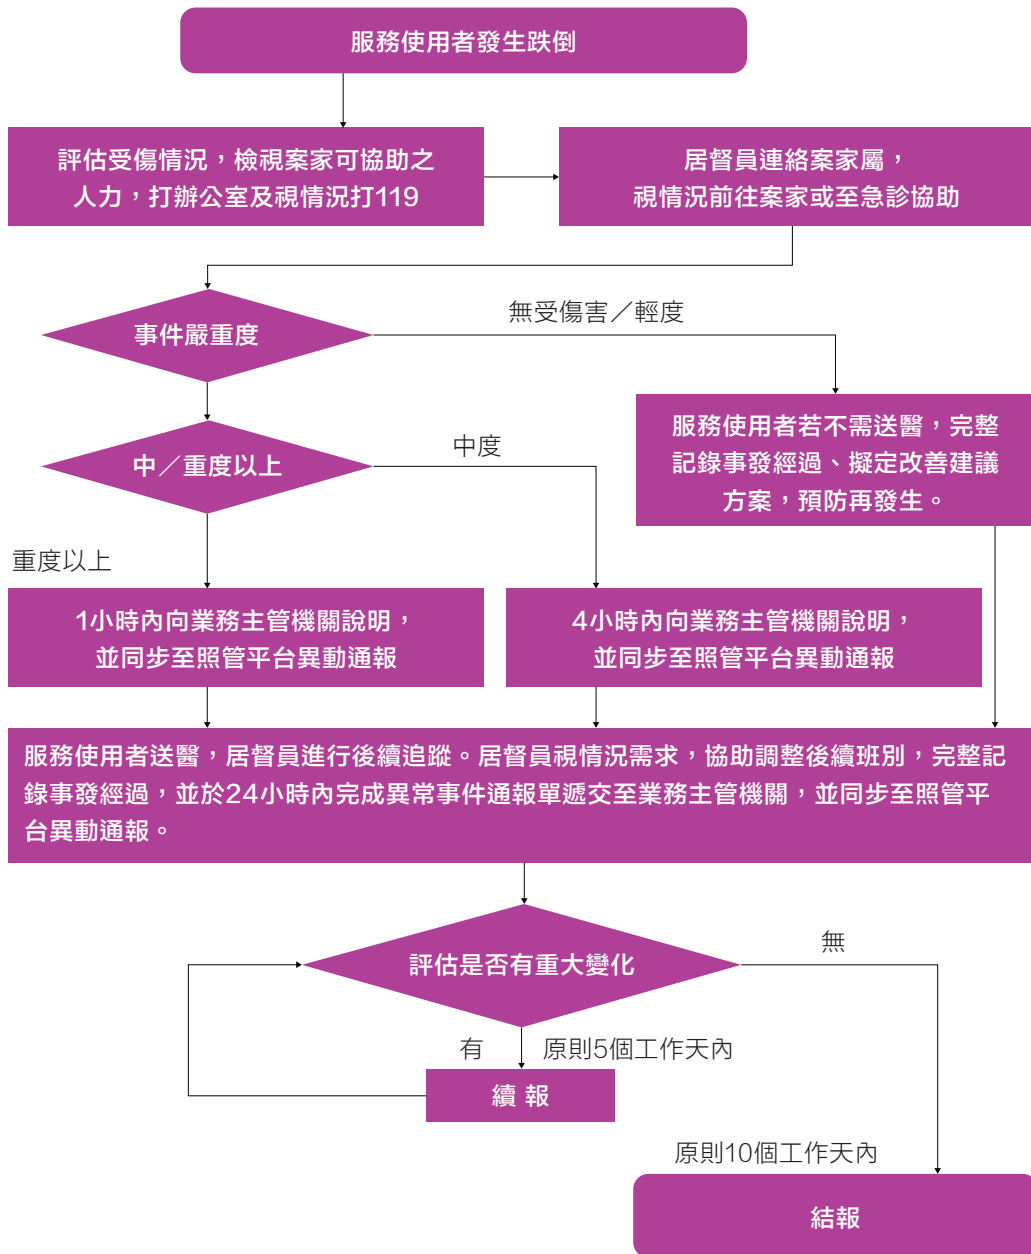 服務使用者發生跌倒
評估受傷情況，檢視案家可協助之
人力，打辦公室及視情況打119
居督員連絡案家屬，
視情況前往案家或至急診協助
事件嚴重度
無受傷害／輕度
服務使用者若不需送醫，完整
記錄事發經過、擬定改善建議
方案，預防再發生。
中／重度以上
中度
重度以上
1小時內向業務主管機關說明，
並同步至照管平台異動通報
4小時內向業務主管機關說明，
並同步至照管平台異動通報
服務使用者送醫，居督員進行後續追蹤。居督員視情況需求，協助調整後續班別，完整記
錄事發經過，並於24小時內完成異常事件通報單遞交至業務主管機關，並同步至照管平
台異動通報。
評估是否有重大變化
無
有
原則5個工作天內
續 報
原則10個工作天內
結報